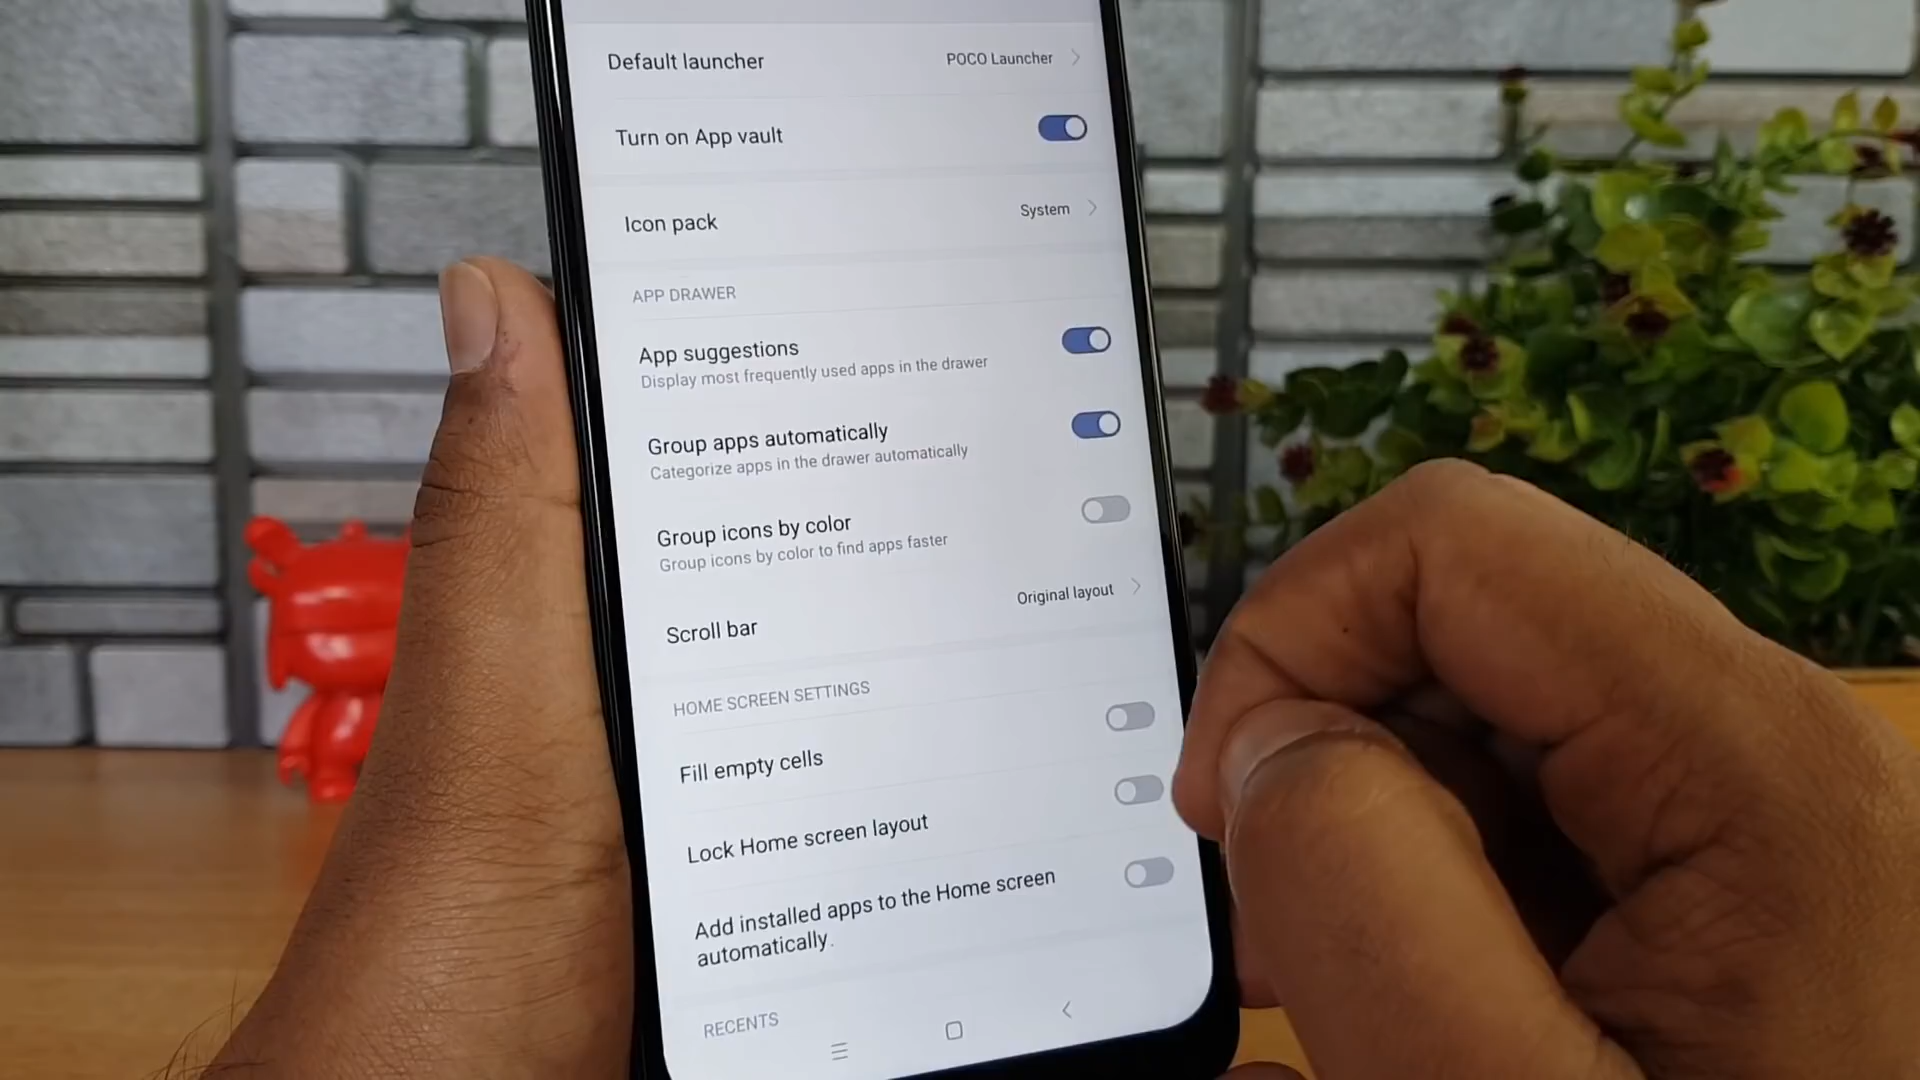 Default launcher POCO Launcher
Turn on App vault
Icon pack System
APP DRAWER
App suggestions
Display most frequently used apps in the drawer
Group apps automatically
Categorize apps in the drawer automatically
Group icons by color
Group icons by color to find apps faster
Scroll bar Original layout
HOME SCREEN SETTINGS
Fill empty cells
Lock Home screen layout
Add installed apps to the Home screen
automatically.
RECENTS